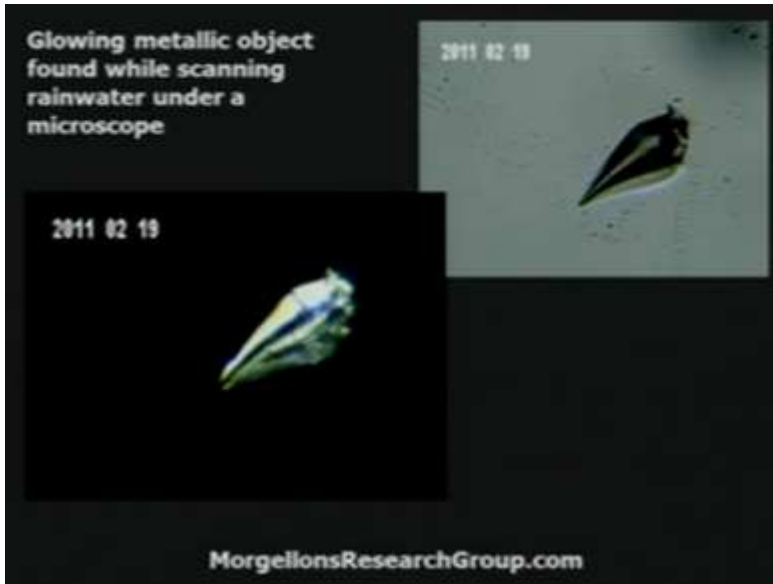 Glowing metallic object
found while scanning
rainwater under a
microscope
2011 02 19
2011 02 19
MorgellonsResearchGroup.com